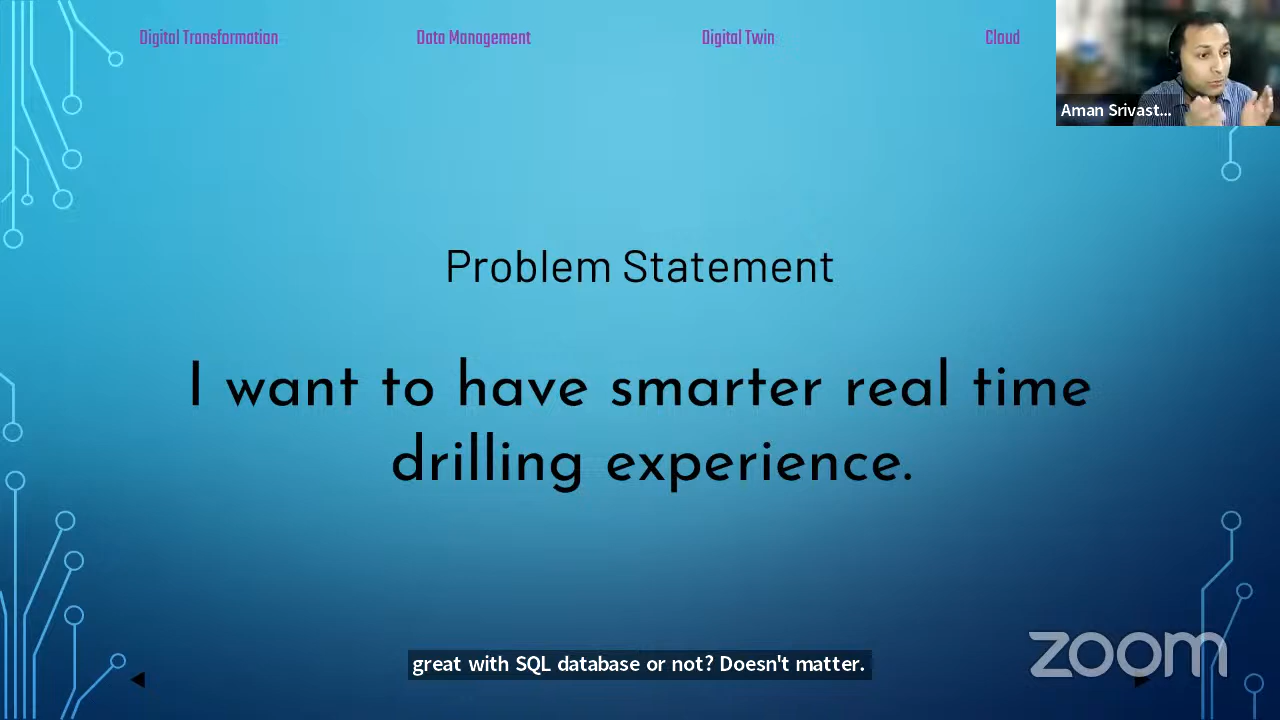 Digital Transformation
Data Management
Digital Twin
Cloud
Aman Srivast...
Problem Statement
I want to have smarter real time
drilling experience.
great with SQL database or not? Doesn't matter.
zoom